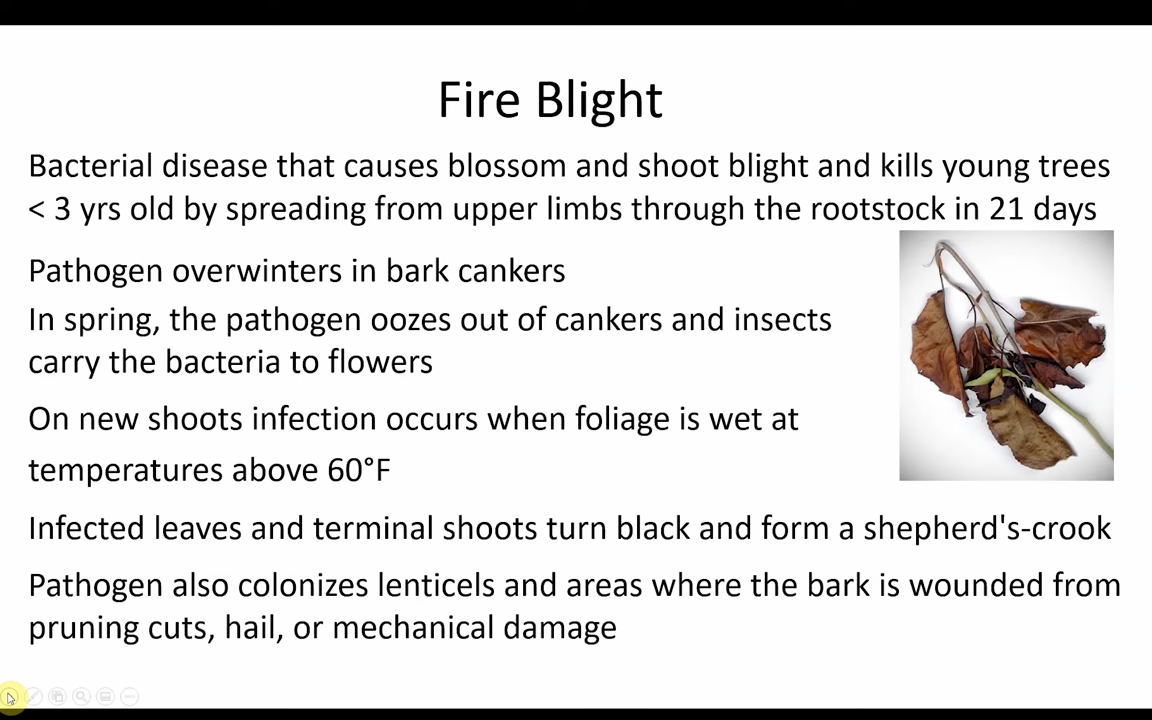 Fire Blight
Bacterial disease that causes blossom and shoot blight and kills young trees
< 3 yrs old by spreading from upper limbs through the rootstock in 21 days
Pathogen overwinters in bark cankers
In spring, the pathogen oozes out of cankers and insects
carry the bacteria to flowers
On new shoots infection occurs when foliage is wet at
temperatures above 60°F
Infected leaves and terminal shoots turn black and form a shepherd's-crook
Pathogen also colonizes lenticels and areas where the bark is wounded from
pruning cuts, hail, or mechanical damage